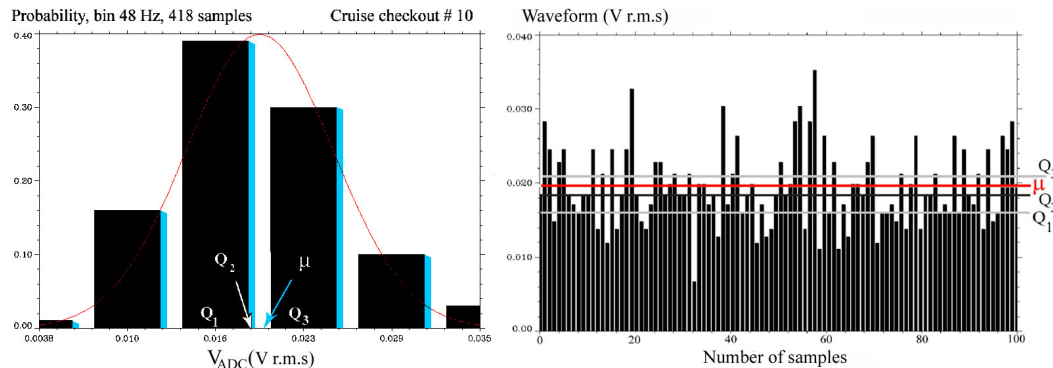 Probability, bin 48 Hz, 418 samples
Cruise checkout # 10
0.40
0.30
0.20
0.10
0.00
0.0038
0.010
0.016
0.023
0.029
0.035
Q2
μ
Q1
Q3
VADC(V r.m.s)
Waveform (V r.m.s)
0.040
0.030
0.020
0.010
0.00
0
20
40
60
80
100
Q
μ
Q
Q1
Number of samples